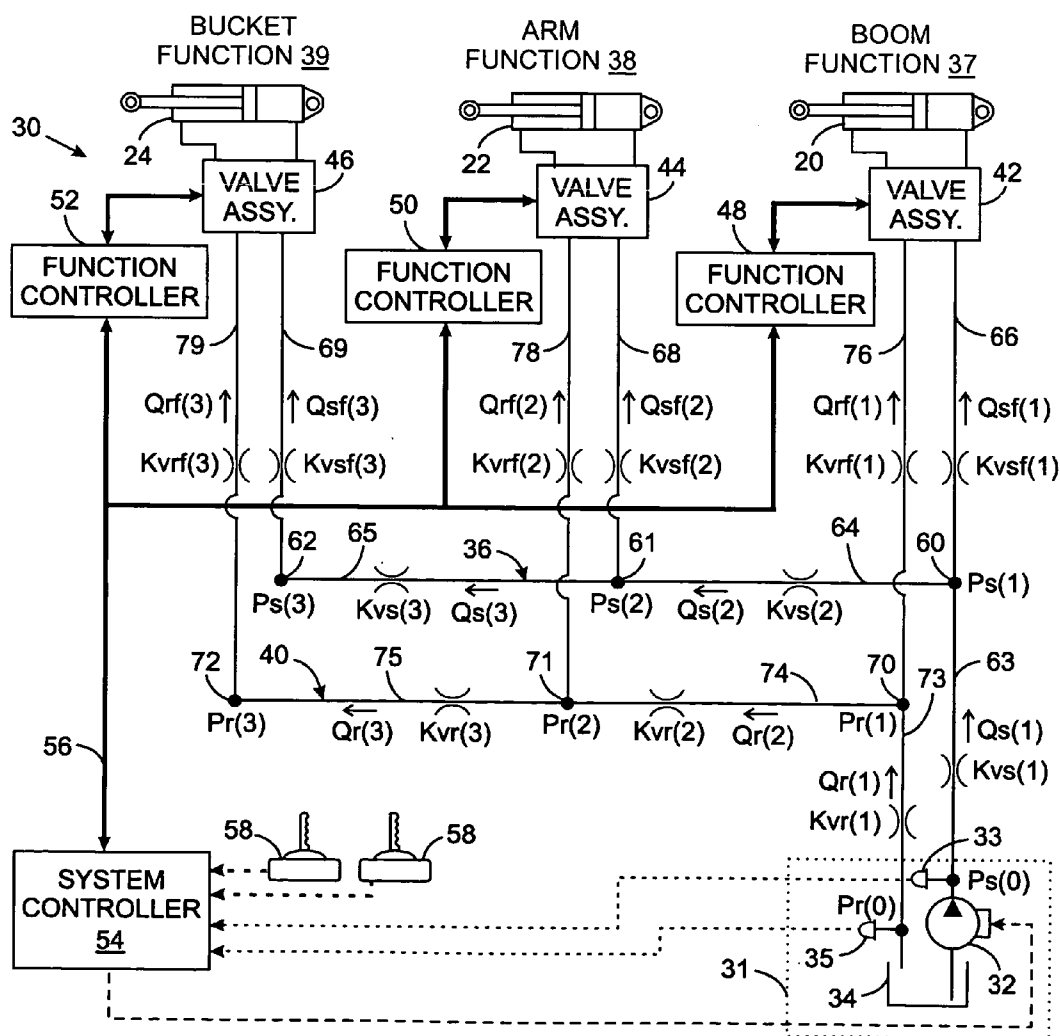 BUCKET
FUNCTION 39
ARM
FUNCTION 38
BOOM
FUNCTION 37
30
24
22
20
VALVE
ASSY.
46
VALVE
ASSY.
44
VALVE
ASSY.
42
52
50
48
FUNCTION
CONTROLLER
FUNCTION
CONTROLLER
FUNCTION
CONTROLLER
79
69
78
68
76
66
Qrf(3)
Qsf(3)
Qrf(2)
Qsf(2)
Qrf(1)
Qsf(1)
Kvrf(3)
Kvsf(3)
Kvrf(2)
Kvsf(2)
Kvrf(1)
Kvsf(1)
62
65
36
61
64
60
Ps(3)
Kvs(3)
Qs(3)
Ps(2)
Qs(2)
Kvs(2)
Ps(1)
72
40
75
71
74
70
73
63
Pr(3)
Qr(3)
Kvr(3)
Pr(2)
Kvr(2)
Qr(2)
Pr(1)
56
Qs(1)
Kvs(1)
Qr(1)
Kvr(1)
58
58
33
SYSTEM
CONTROLLER
54
Ps(0)
Pr(0)
31
35
34
32